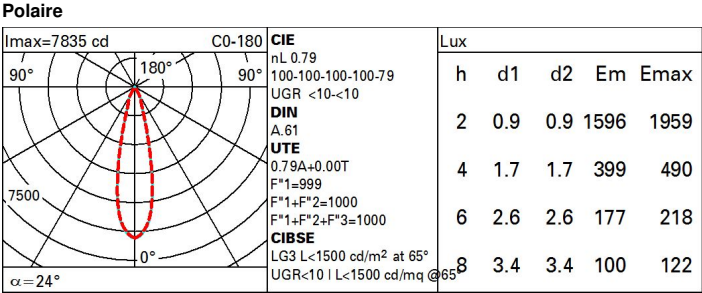 Polaire
Imax=7835 cd C0-180
90° 180° 90°
7500
0°
α=24°
CIE
nL 0.79
100-100-100-100-79
UGR <10-<10
DIN
A.61
UTE
0.79A+0.00T
F"1=999
F"1+F"2=1000
F"1+F"2+F"3=1000
CIBSE
LG3 L<1500 cd/m² at 65°
UGR<10 | L<1500 cd/mq @65°
Lux
h d1 d2 Em Emax
2 0.9 0.9 1596 1959
4 1.7 1.7 399 490
6 2.6 2.6 177 218
8 3.4 3.4 100 122